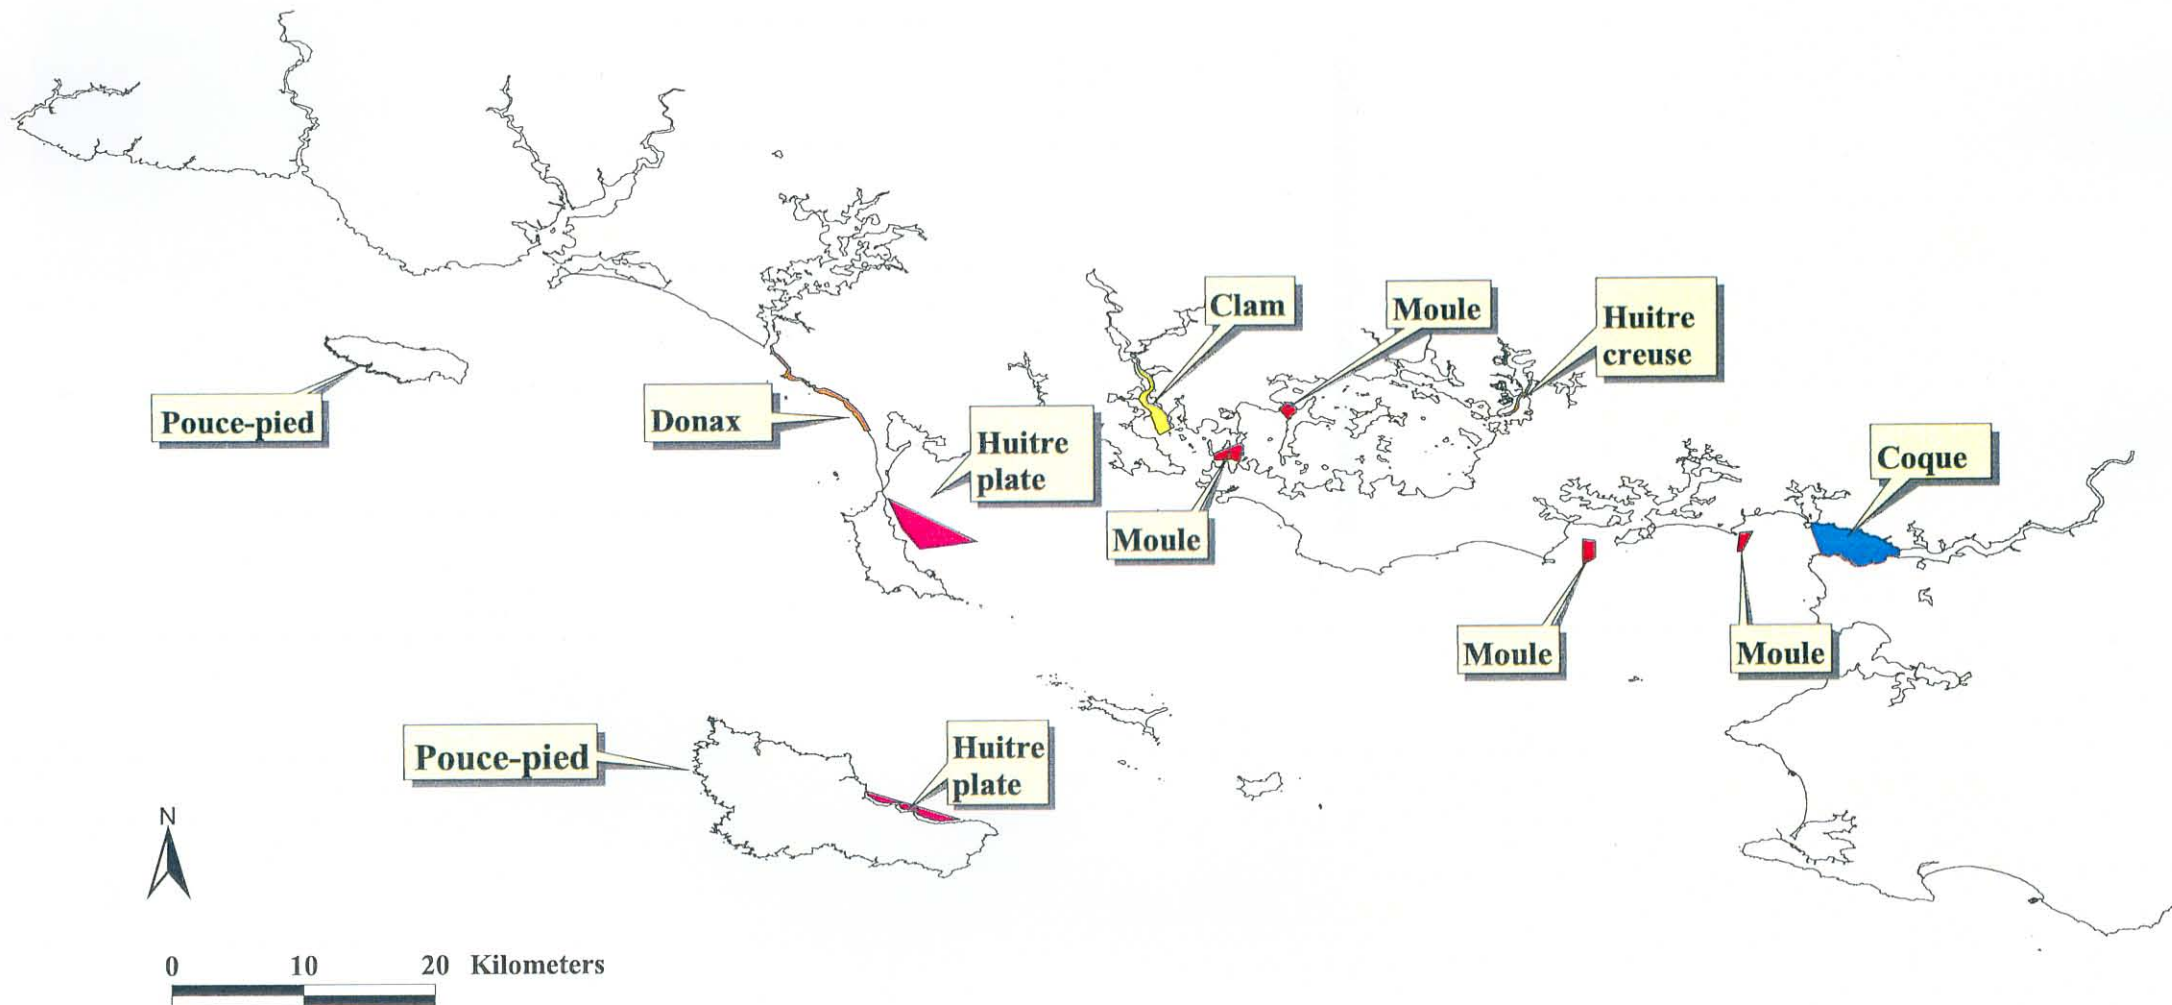 Clam
Moule
Huitre
creuse
Pouce-pied
Donax
Huitre
plate
Coque
Moule
Moule
Moule
Pouce-pied
Huitre
plate
N
0 10 20 Kilometers